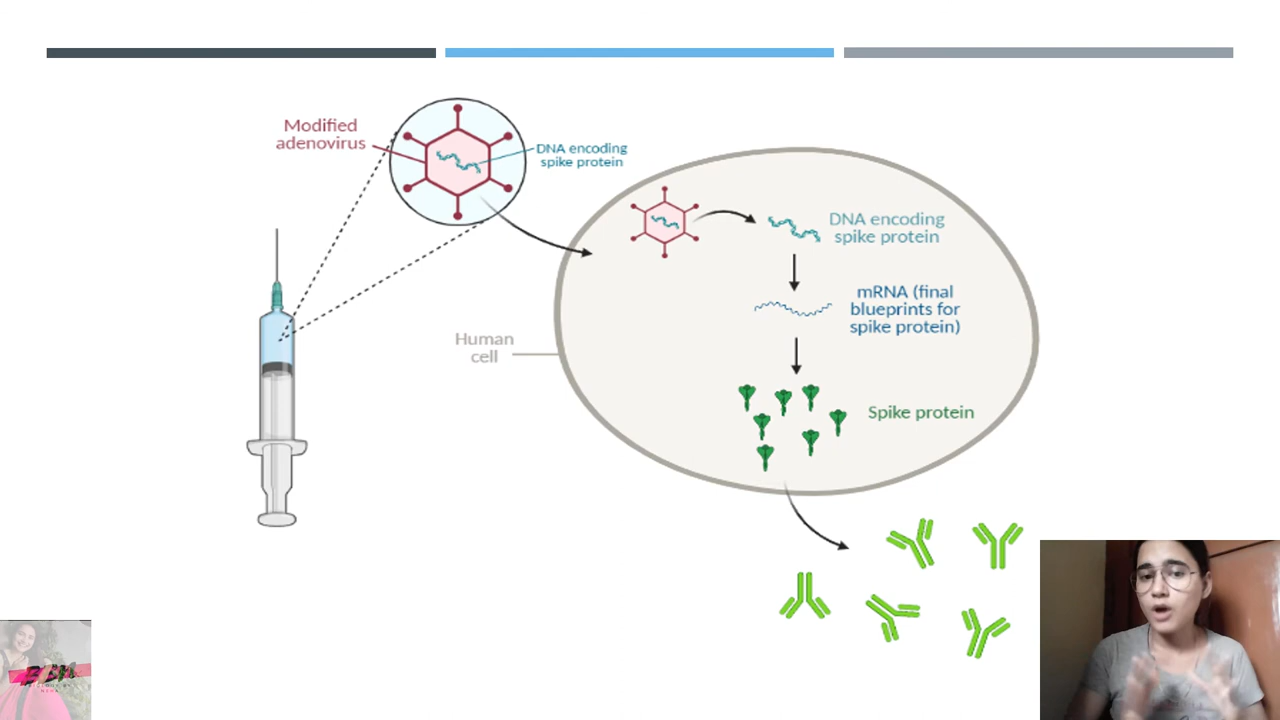 Modified
adenovirus
DNA encoding
spike protein
DNA encoding
spike protein
mRNA (final
blueprints for
spike protein)
Human
cell
Spike protein